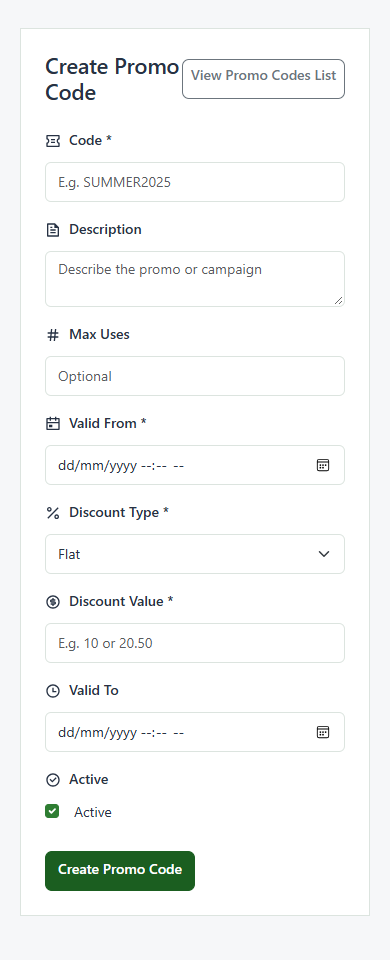 Create Promo
Code
View Promo Codes List
Code *
E.g. SUMMER2025
Description
Describe the promo or campaign
Max Uses
Optional
Valid From *
dd/mm/yyyy --:-- --
Discount Type *
Flat
Discount Value *
E.g. 10 or 20.50
Valid To
dd/mm/yyyy --:-- --
Active
Active
Create Promo Code